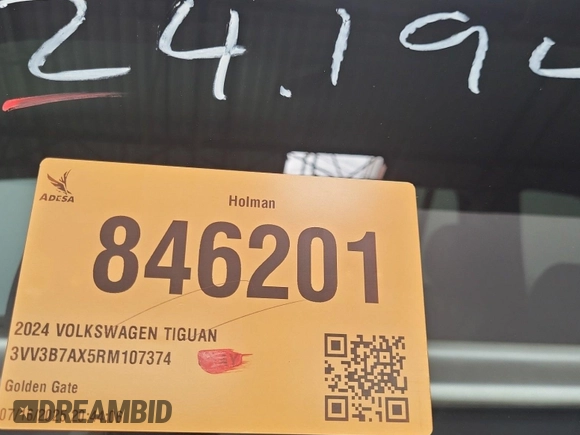 24.19
ADESA
Holman
846201
2024 VOLKSWAGEN TIGUAN
3VV3B7AX5RM107374
Golden Gate
DREAMBID